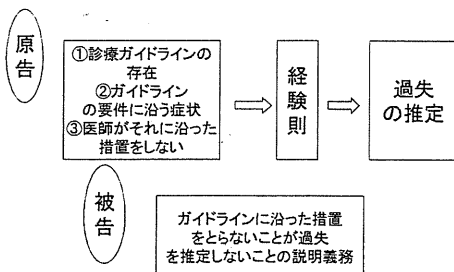 原告
①診療ガイドラインの
存在
②ガイドライン
の要件に沿う症状
③医師がそれに沿った
措置をしない
経験則
過失
の推定
被告
ガイドラインに沿った措置
をとらないことが過失
を推定しないことの説明義務